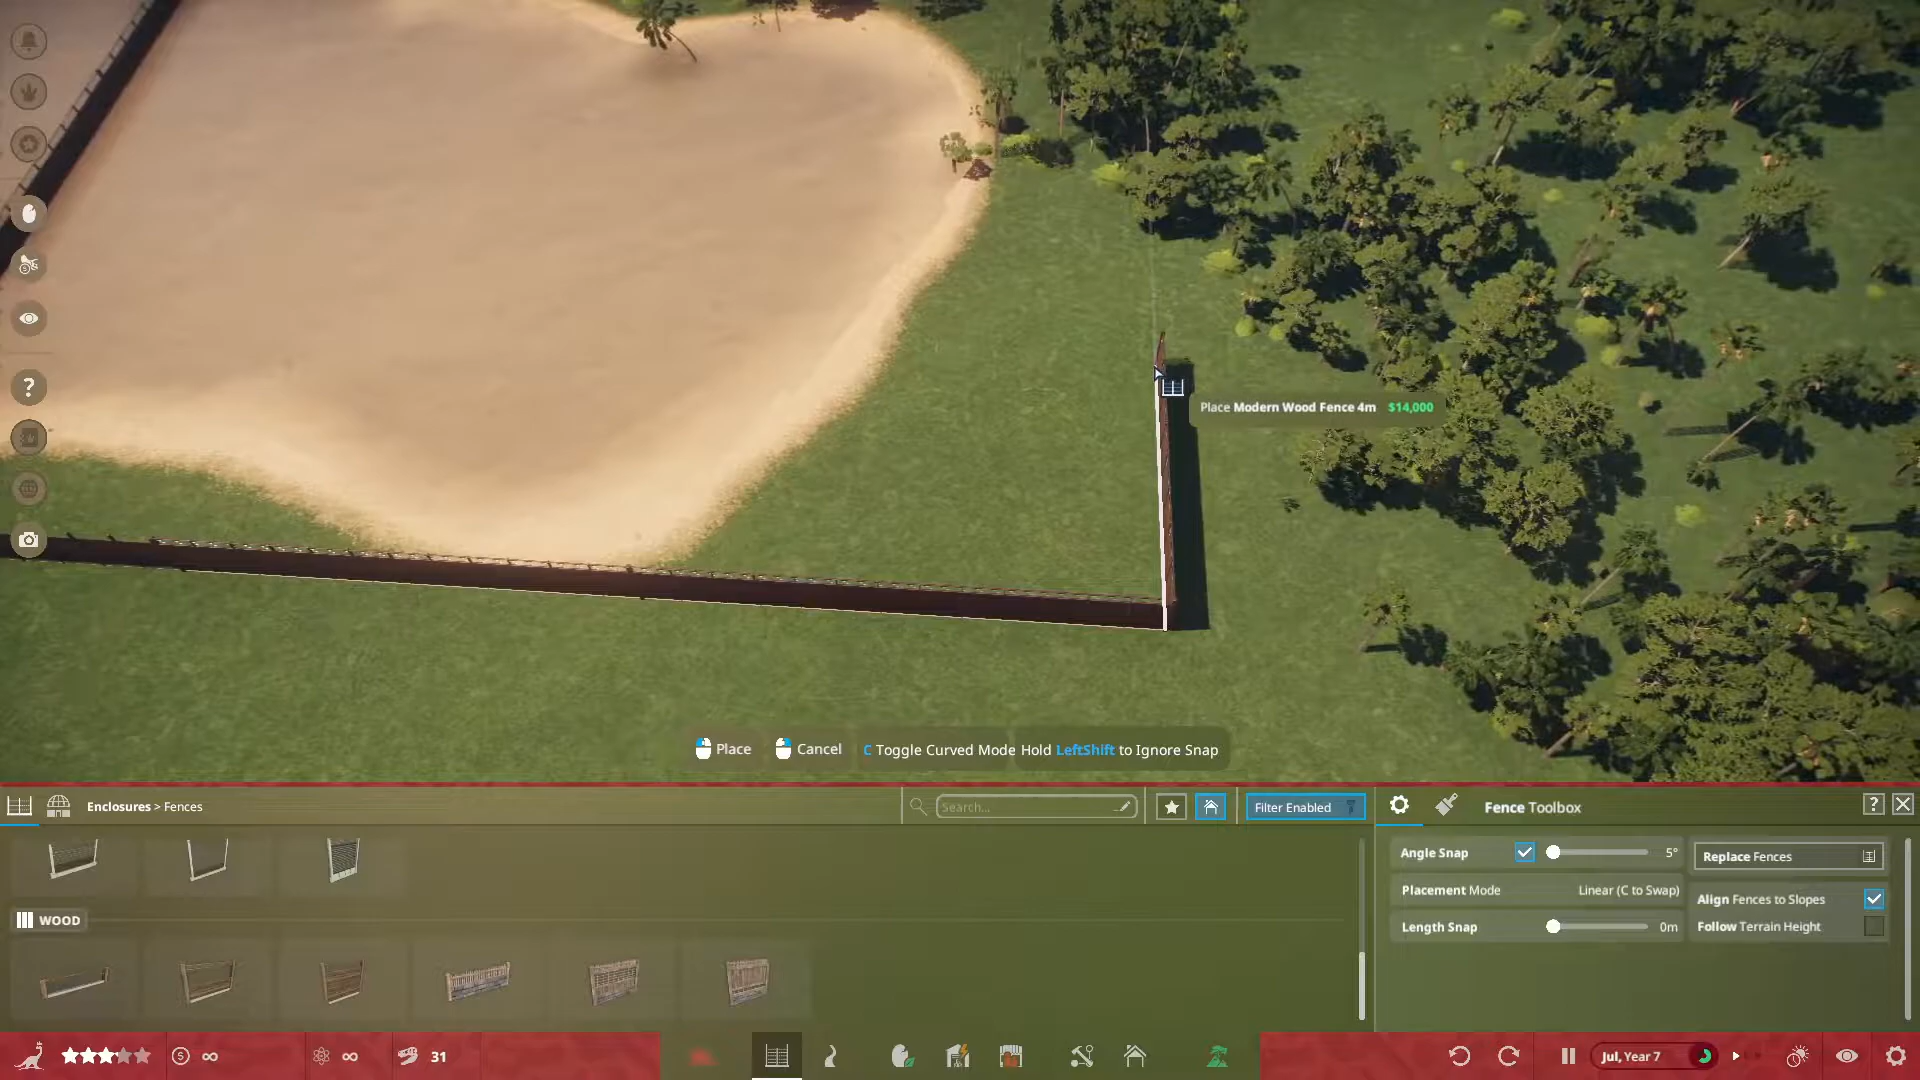 Place Modern Wood Fence 4m $14,000
Place Cancel C Toggle Curved Mode Hold LeftShift to Ignore Snap
Enclosures > Fences
Search...
Filter Enabled
Fence Toolbox
?
Angle Snap 5°
Replace Fences
Placement Mode Linear (C to Swap)
Align Fences to Slopes
Length Snap 0m
Follow Terrain Height
WOOD
?
∞
∞
31
Jul, Year 7